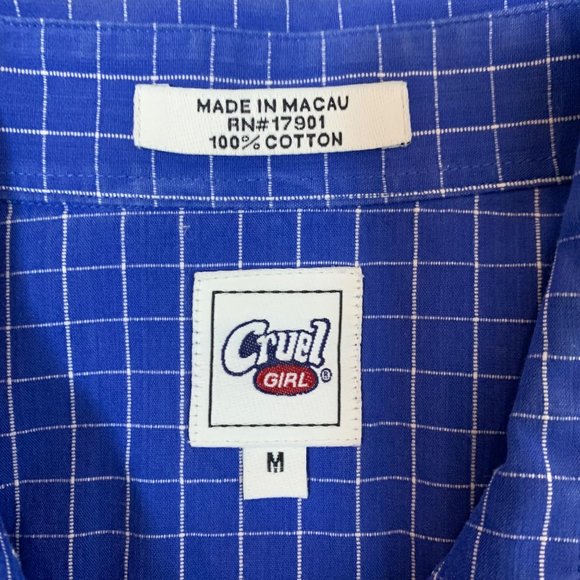 MADE IN MACAU
RN#17901
100% COTTON
Cruel
GIRL ®
M